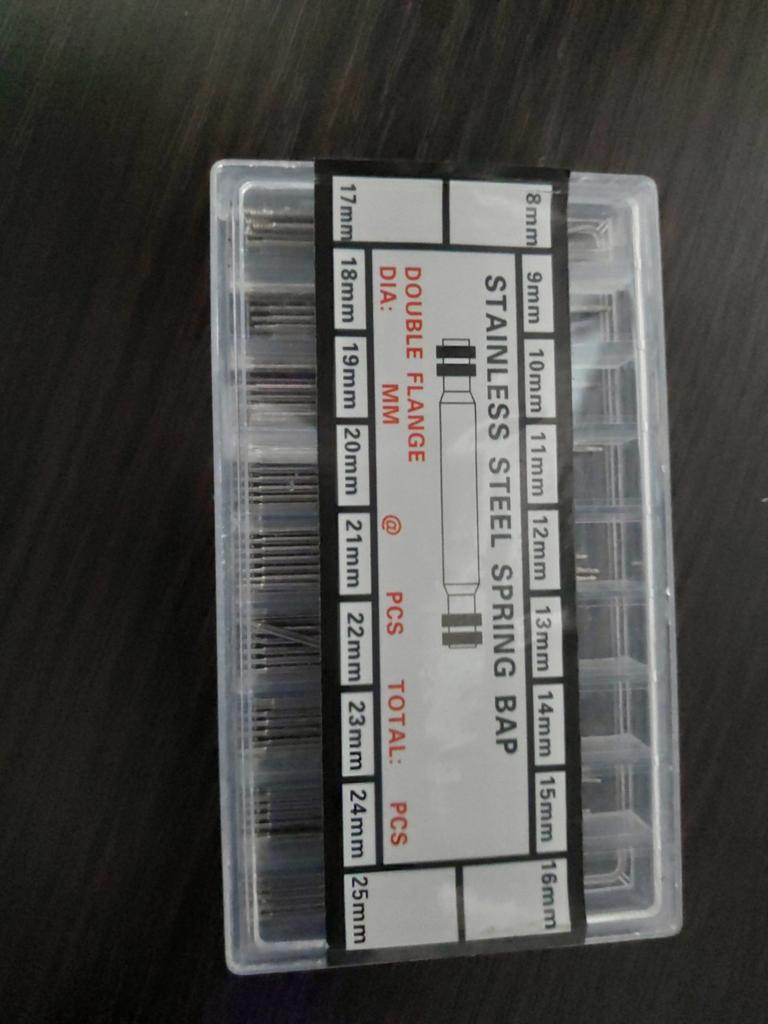 8mm 9mm 10mm 11mm 12mm 13mm 14mm 15mm 16mm
STAINLESS STEEL SPRING BAP
DOUBLE FLANGE
DIA: MM @ PCS TOTAL: PCS
17mm 18mm 19mm 20mm 21mm 22mm 23mm 24mm 25mm